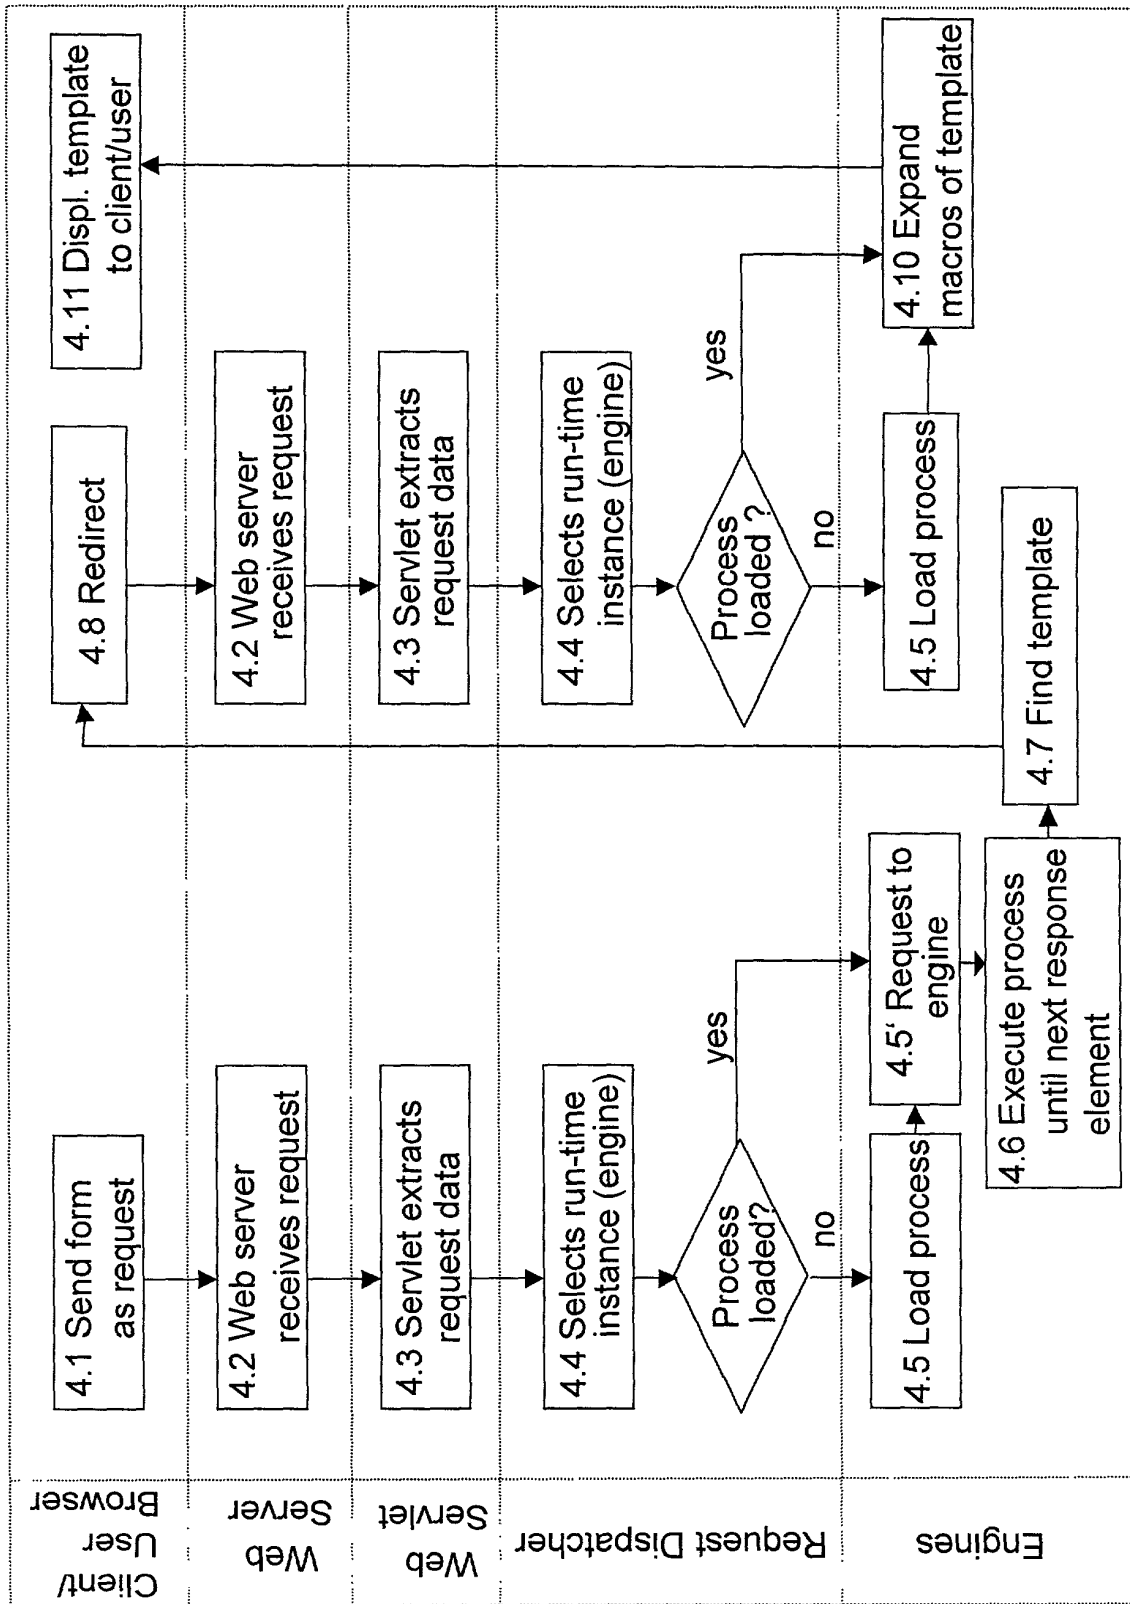 Client/
User
Browser
Web
Server
Web
Servlet
Request Dispatcher
Engines
4.1 Send form
as request
4.2 Web server
receives request
4.3 Servlet extracts
request data
4.4 Selects run-time
instance (engine)
Process
loaded?
yes
no
4.5 Load process
4.5' Request to
engine
4.6 Execute process
until next response
element
4.7 Find template
4.8 Redirect
4.2 Web server
receives request
4.3 Servlet extracts
request data
4.4 Selects run-time
instance (engine)
Process
loaded ?
yes
no
4.5 Load process
4.10 Expand
macros of template
4.11 Displ. template
to client/user